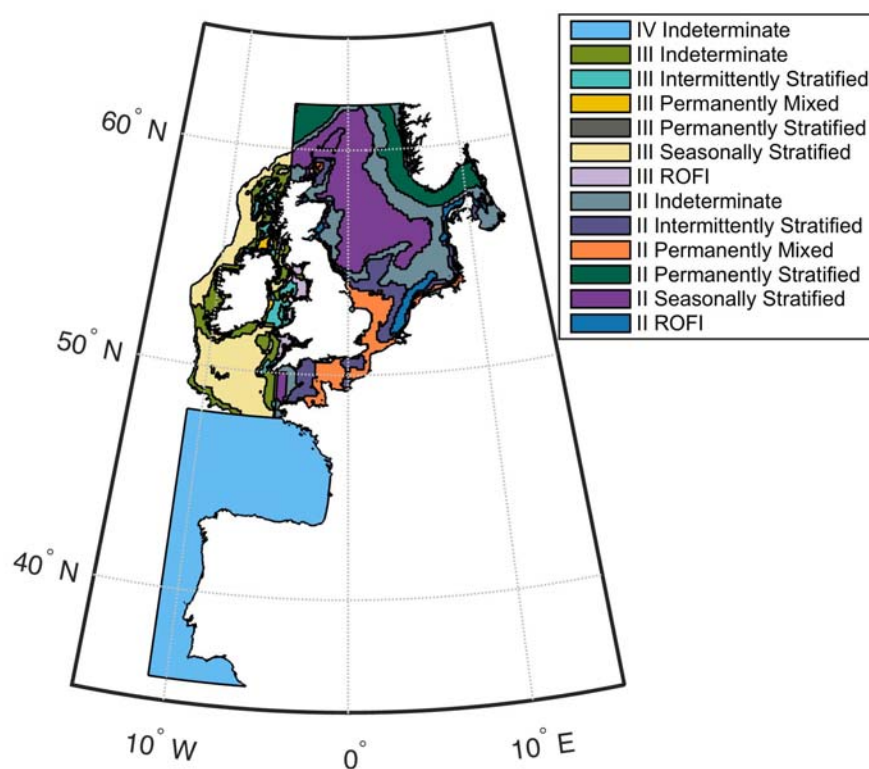 IV Indeterminate
III Indeterminate
III Intermittently Stratified
III Permanently Mixed
III Permanently Stratified
III Seasonally Stratified
III ROFI
II Indeterminate
II Intermittently Stratified
II Permanently Mixed
II Permanently Stratified
II Seasonally Stratified
II ROFI
60° N
50° N
40° N
10° W
0°
10° E